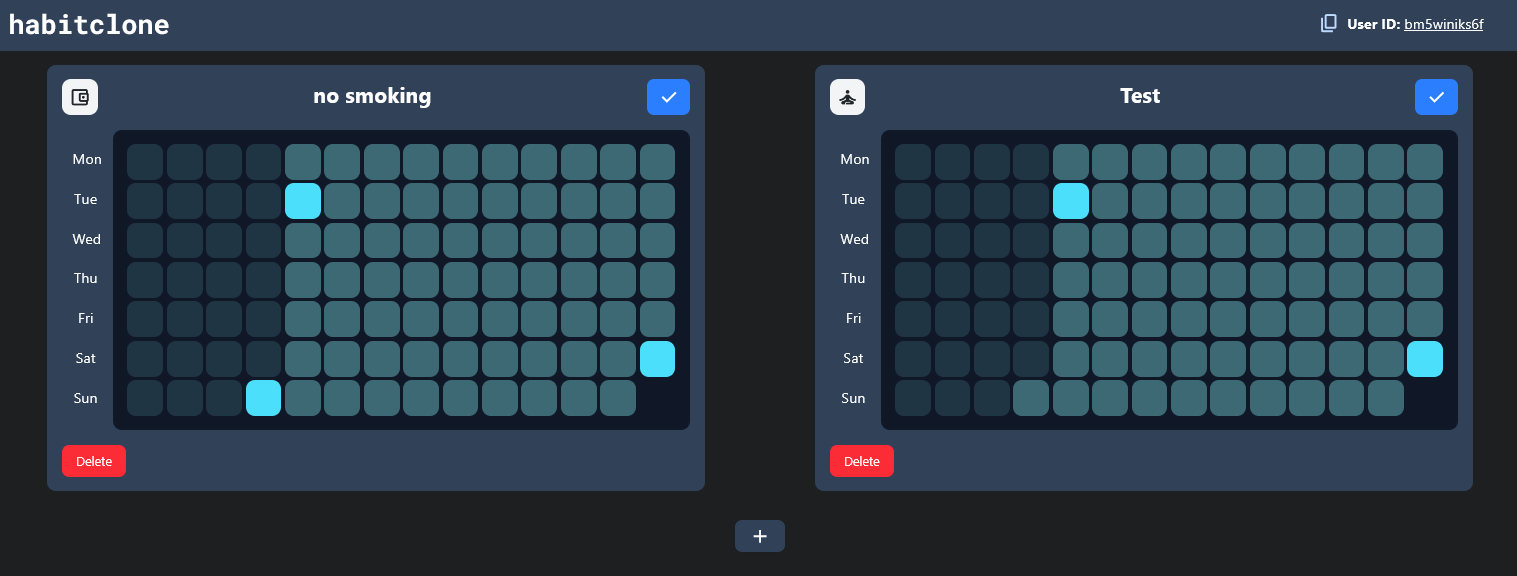 habitclone
User ID: bm5winiks6f
no smoking
Mon
Tue
Wed
Thu
Fri
Sat
Sun
Delete
Test
Mon
Tue
Wed
Thu
Fri
Sat
Sun
Delete
+